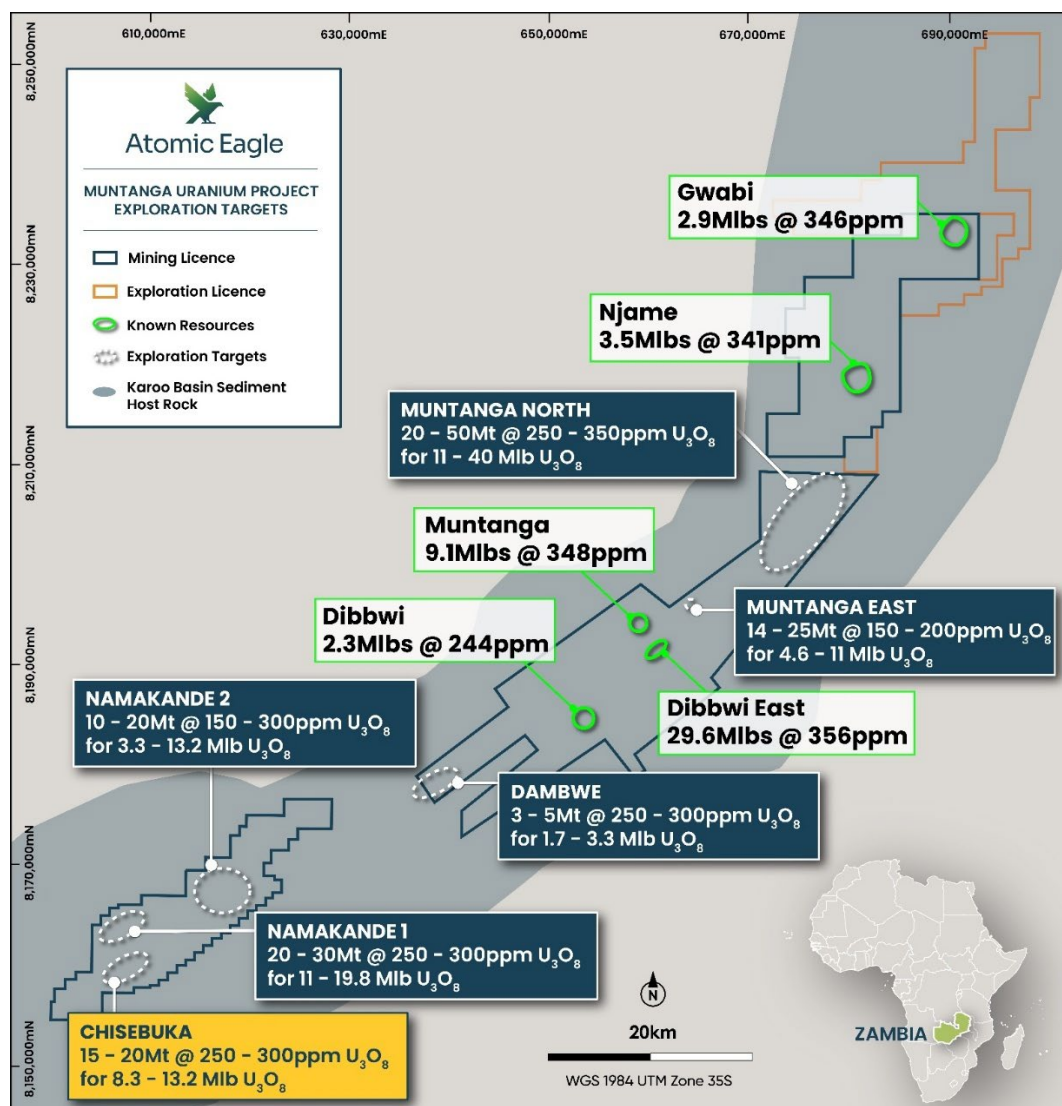 610,000mE
630,000mE
650,000mE
670,000mE
690,000mE
8,250,000mN
8,230,000mN
8,210,000mN
8,190,000mN
8,170,000mN
8,150,000mN
Atomic Eagle
MUNTANGA URANIUM PROJECT
EXPLORATION TARGETS
Mining Licence
Exploration Licence
Known Resources
Exploration Targets
Karoo Basin Sediment
Host Rock
Gwabi
2.9Mlbs @ 346ppm
Njame
3.5Mlbs @ 341ppm
MUNTANGA NORTH
20 - 50Mt @ 250 - 350ppm U₃O₈
for 11 - 40 Mlb U₃O₈
Muntanga
9.1Mlbs @ 348ppm
MUNTANGA EAST
14 - 25Mt @ 150 - 200ppm U₃O₈
for 4.6 - 11 Mlb U₃O₈
Dibbwi
2.3Mlbs @ 244ppm
Dibbwi East
29.6Mlbs @ 356ppm
NAMAKANDE 2
10 - 20Mt @ 150 - 300ppm U₃O₈
for 3.3 - 13.2 Mlb U₃O₈
DAMBWE
3 - 5Mt @ 250 - 300ppm U₃O₈
for 1.7 - 3.3 Mlb U₃O₈
NAMAKANDE 1
20 - 30Mt @ 250 - 300ppm U₃O₈
for 11 - 19.8 Mlb U₃O₈
CHISEBUKA
15 - 20Mt @ 250 - 300ppm U₃O₈
for 8.3 - 13.2 Mlb U₃O₈
N
20km
WGS 1984 UTM Zone 35S
ZAMBIA